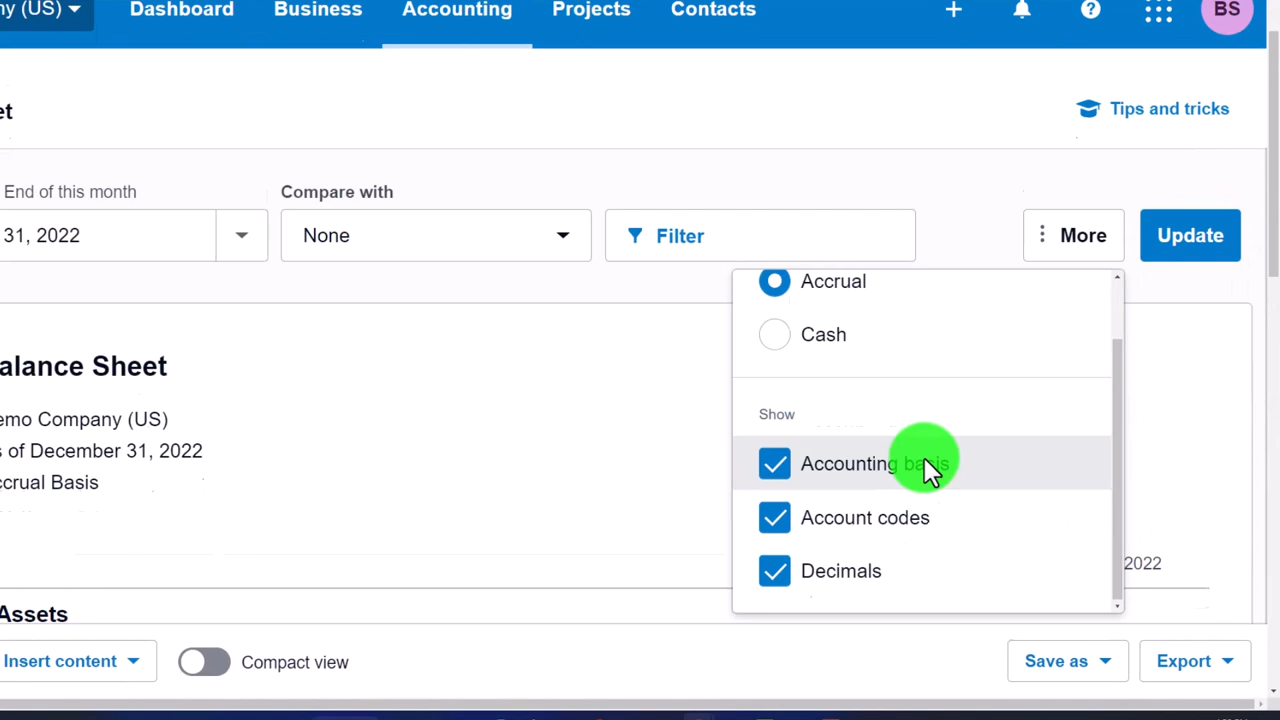 ny (US)
Dashboard
Business
Accounting
Projects
Contacts
BS
et
Tips and tricks
End of this month
Compare with
31, 2022
None
Filter
More
Update
Accrual
Cash
alance Sheet
emo Company (US)
s of December 31, 2022
ccrual Basis
Show
Accounting basis
Account codes
Decimals
2022
Assets
Insert content
Compact view
Save as
Export